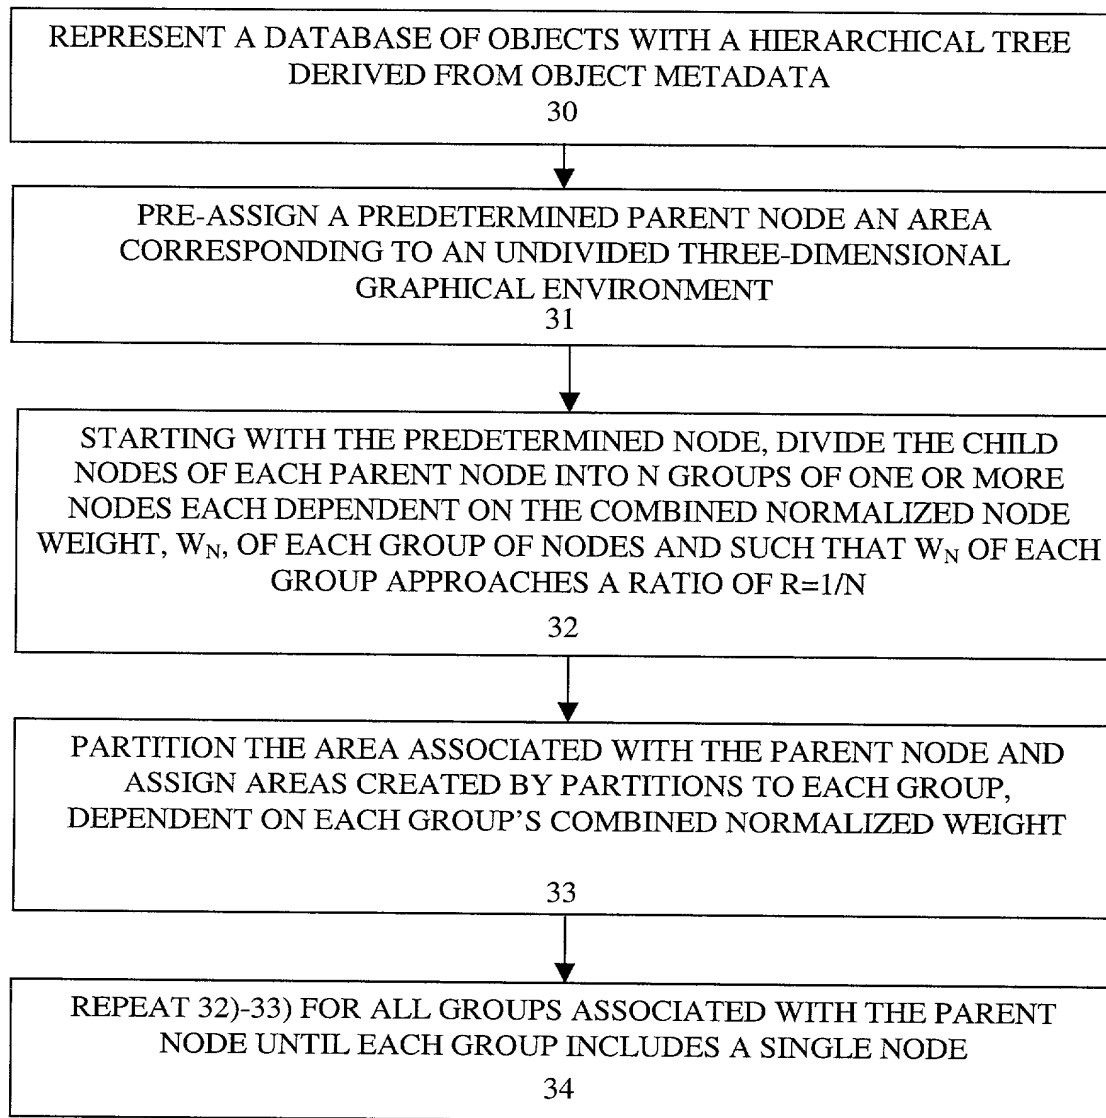 REPRESENT A DATABASE OF OBJECTS WITH A HIERARCHICAL TREE
DERIVED FROM OBJECT METADATA
30
PRE-ASSIGN A PREDETERMINED PARENT NODE AN AREA
CORRESPONDING TO AN UNDIVIDED THREE-DIMENSIONAL
GRAPHICAL ENVIRONMENT
31
STARTING WITH THE PREDETERMINED NODE, DIVIDE THE CHILD
NODES OF EACH PARENT NODE INTO N GROUPS OF ONE OR MORE
NODES EACH DEPENDENT ON THE COMBINED NORMALIZED NODE
WEIGHT, W_N, OF EACH GROUP OF NODES AND SUCH THAT W_N OF EACH
GROUP APPROACHES A RATIO OF R=1/N
32
PARTITION THE AREA ASSOCIATED WITH THE PARENT NODE AND
ASSIGN AREAS CREATED BY PARTITIONS TO EACH GROUP,
DEPENDENT ON EACH GROUP'S COMBINED NORMALIZED WEIGHT
33
REPEAT 32)-33) FOR ALL GROUPS ASSOCIATED WITH THE PARENT
NODE UNTIL EACH GROUP INCLUDES A SINGLE NODE
34